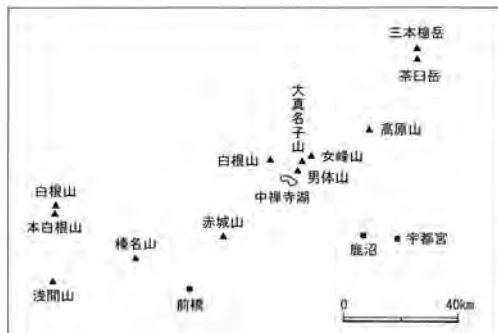 三本槍岳
茶臼岳
大真名子山
高原山
白根山
女峰山
男体山
中禅寺湖
白根山
本白根山
赤城山
榛名山
鹿沼
宇都宮
浅間山
前橋
0
40km